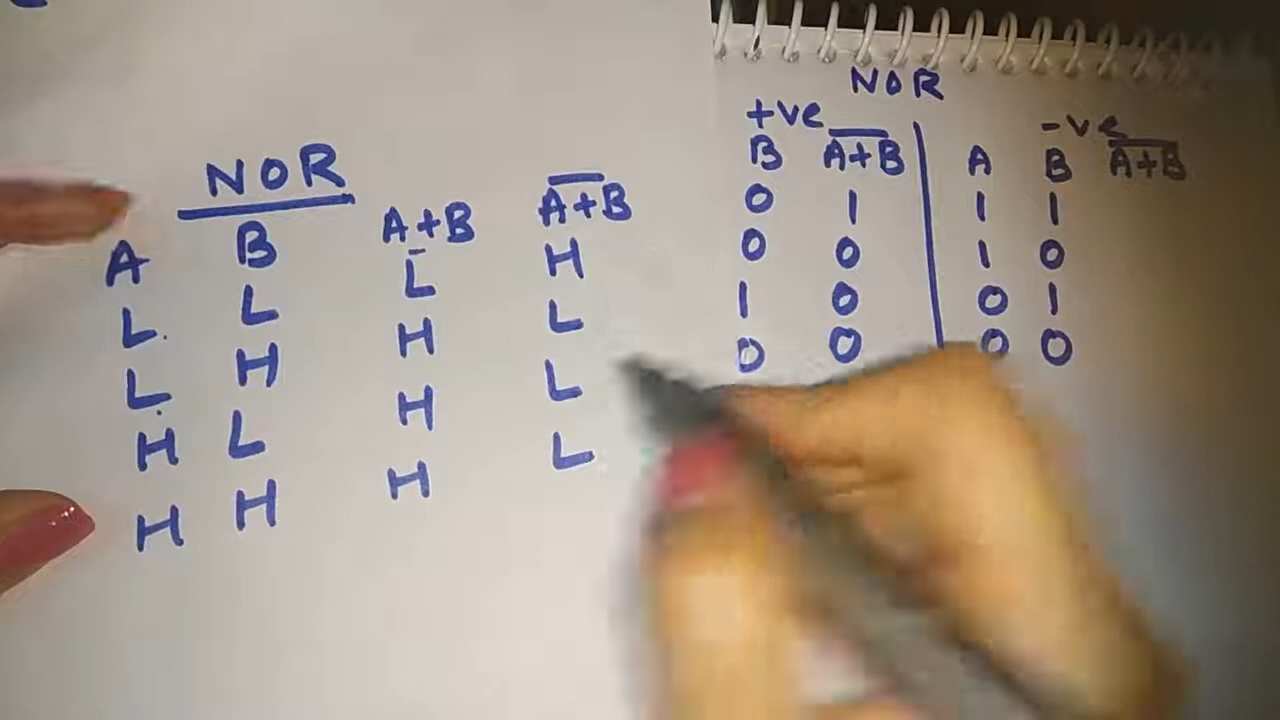 NOR
A B A+B A+B
L L L H
L H H L
H L H L
H H H L
NOR
+ve -ve
B A+B A B A+B
0 1 1 1
0 0 1 0
1 0 0 1
0 0 0 0